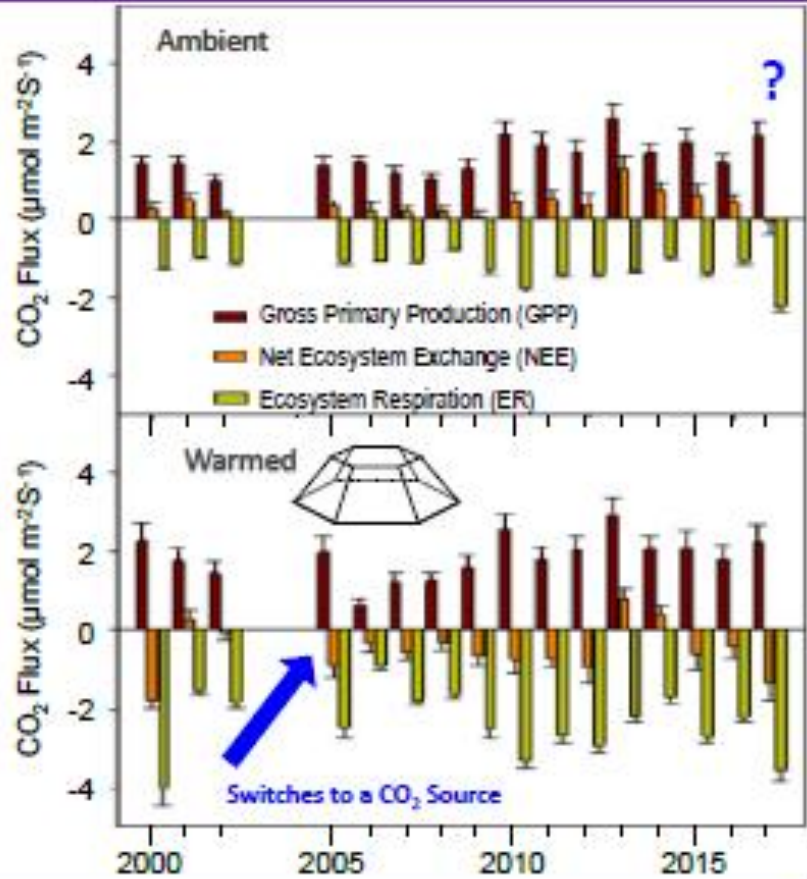 Ambient
?
4
2
0
-2
-4
CO₂ Flux (µmol m⁻²S⁻¹)
Gross Primary Production (GPP)
Net Ecosystem Exchange (NEE)
Ecosystem Respiration (ER)
Warmed
4
2
0
-2
-4
CO₂ Flux (µmol m⁻²S⁻¹)
Switches to a CO₂ Source
2000 2005 2010 2015